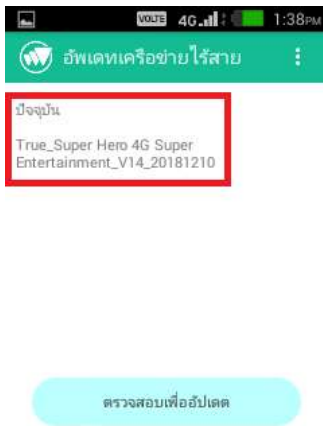 VOLTE 4G 1:38PM
อัพเดทเครือข่ายไร้สาย
ปัจจุบัน
True_Super Hero 4G Super
Entertainment_V14_20181210
ตรวจสอบเพื่ออัปเดต